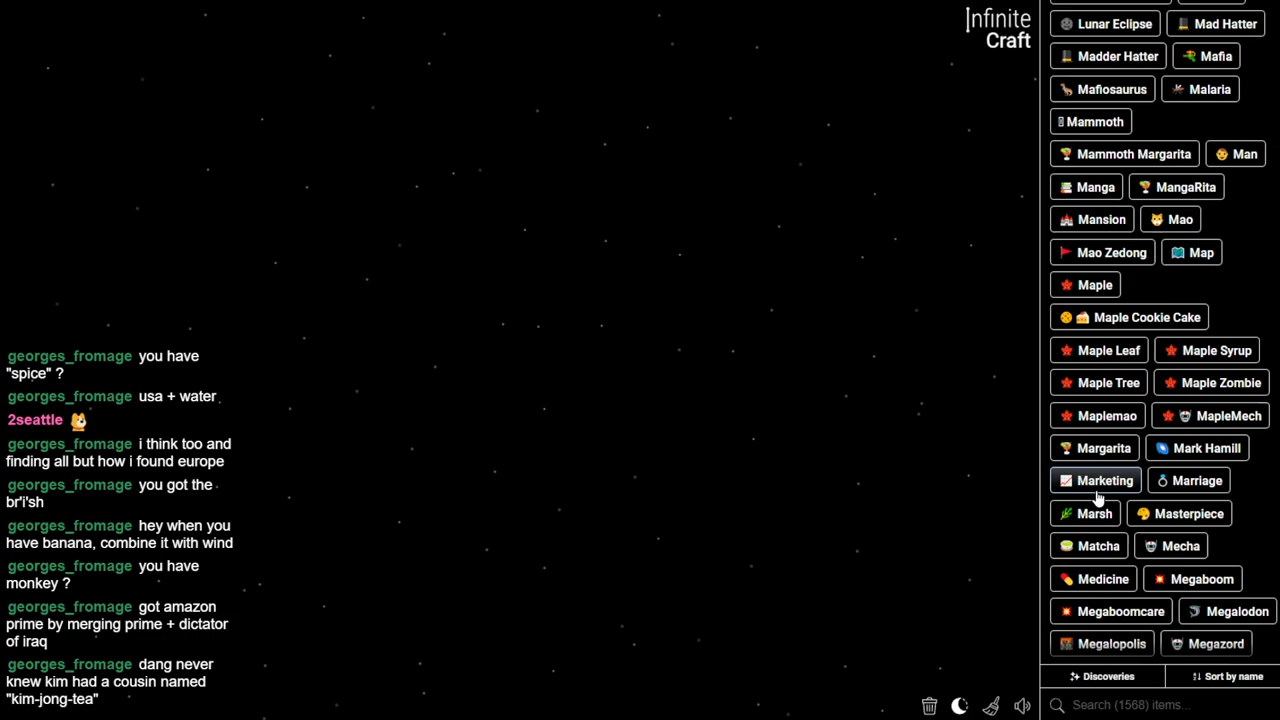 Infinite
Craft
Lunar Eclipse Mad Hatter
Madder Hatter Mafia
Mafiosaurus Malaria
Mammoth
Mammoth Margarita Man
Manga MangaRita
Mansion Mao
Mao Zedong Map
Maple
Maple Cookie Cake
Maple Leaf Maple Syrup
Maple Tree Maple Zombie
Maplemao MapleMech
Margarita Mark Hamill
Marketing Marriage
Marsh Masterpiece
Matcha Mecha
Medicine Megaboom
Megaboomcare Megalodon
Megalopolis Megazord
Discoveries Sort by name
Search (1568) items...
georges_fromage you have
"spice" ?
georges_fromage usa + water
2seattle
georges_fromage i think too and
finding all but how i found europe
georges_fromage you got the
br'i'sh
georges_fromage hey when you
have banana, combine it with wind
georges_fromage you have
monkey ?
georges_fromage got amazon
prime by merging prime + dictator
of iraq
georges_fromage dang never
knew kim had a cousin named
"kim-jong-tea"